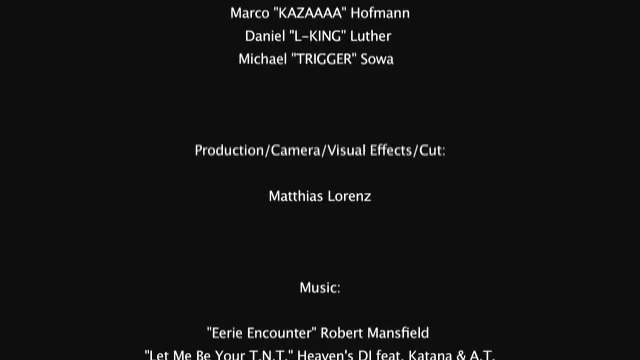 Marco "KAZAAAA" Hofmann
Daniel "L-KING" Luther
Michael "TRIGGER" Sowa
Production/Camera/Visual Effects/Cut:
Matthias Lorenz
Music:
"Eerie Encounter" Robert Mansfield
"Let Me Be Your T.N.T." Heaven's DJ feat. Katana & A.T.